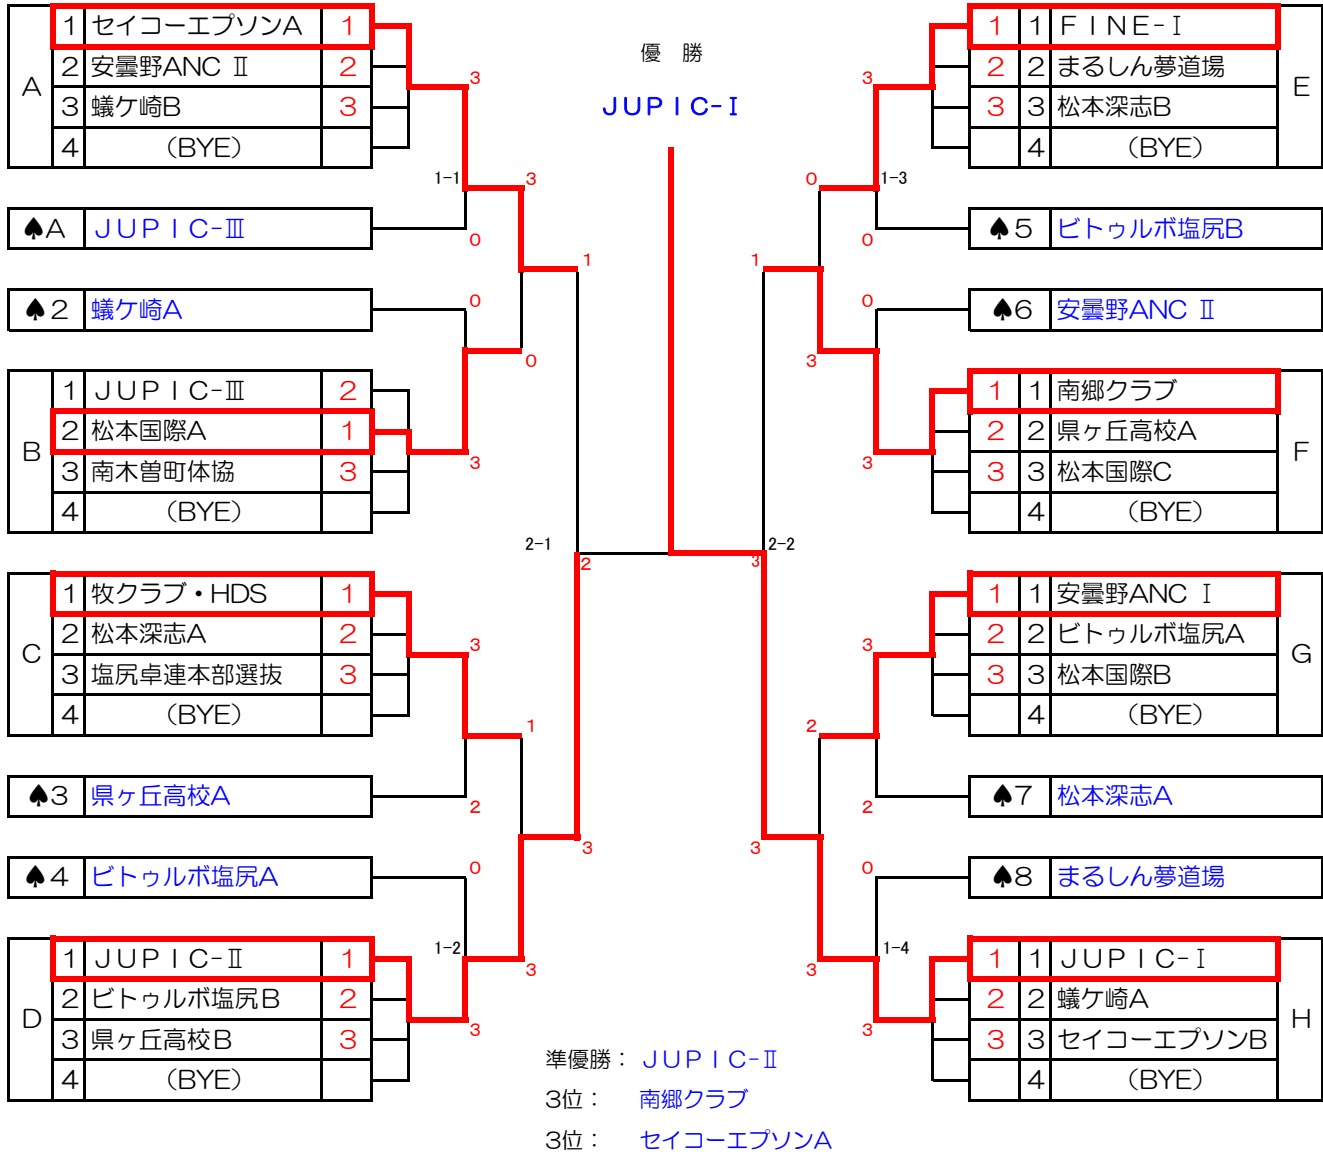 優 勝
JUPIC-Ⅰ
A
1 セイコーエプソンA 1
2 安曇野ANC Ⅱ 2
3 蟻ケ崎B 3
4 (BYE)
♠A JUPIC-Ⅲ
♠2 蟻ケ崎A
B
1 JUPIC-Ⅲ 2
2 松本国際A 1
3 南木曽町体協 3
4 (BYE)
C
1 牧クラブ・HDS 1
2 松本深志A 2
3 塩尻卓連本部選抜 3
4 (BYE)
♠3 県ヶ丘高校A
♠4 ビトゥルボ塩尻A
D
1 JUPIC-Ⅱ 1
2 ビトゥルボ塩尻B 2
3 県ヶ丘高校B 3
4 (BYE)
3
1-1
3
0
1
0
0
3
2-1
2
3
1
2
3
0
1-2
3
3
3
0
1-3
0
1
0
3
3
2-2
3
3
2
2
3
0
1-4
3
3
1 1 FINE-Ⅰ
2 2 まるしん夢道場
3 3 松本深志B
4 (BYE)
E
♠5 ビトゥルボ塩尻B
♠6 安曇野ANC Ⅱ
1 1 南郷クラブ
2 2 県ヶ丘高校A
3 3 松本国際C
4 (BYE)
F
1 1 安曇野ANC Ⅰ
2 2 ビトゥルボ塩尻A
3 3 松本国際B
4 (BYE)
G
♠7 松本深志A
♠8 まるしん夢道場
1 1 JUPIC-Ⅰ
2 2 蟻ケ崎A
3 3 セイコーエプソンB
4 (BYE)
H
準優勝： JUPIC-Ⅱ
3位： 南郷クラブ
3位： セイコーエプソンA